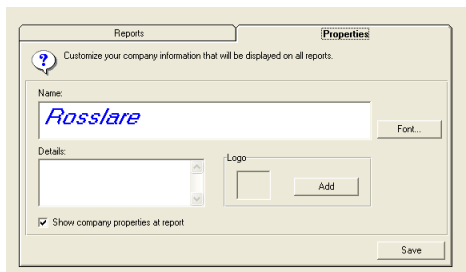 Reports
Properties
?
Customize your company information that will be displayed on all reports.
Name:
Rosslare
Font...
Details:
Logo
Add
Show company properties at report
Save